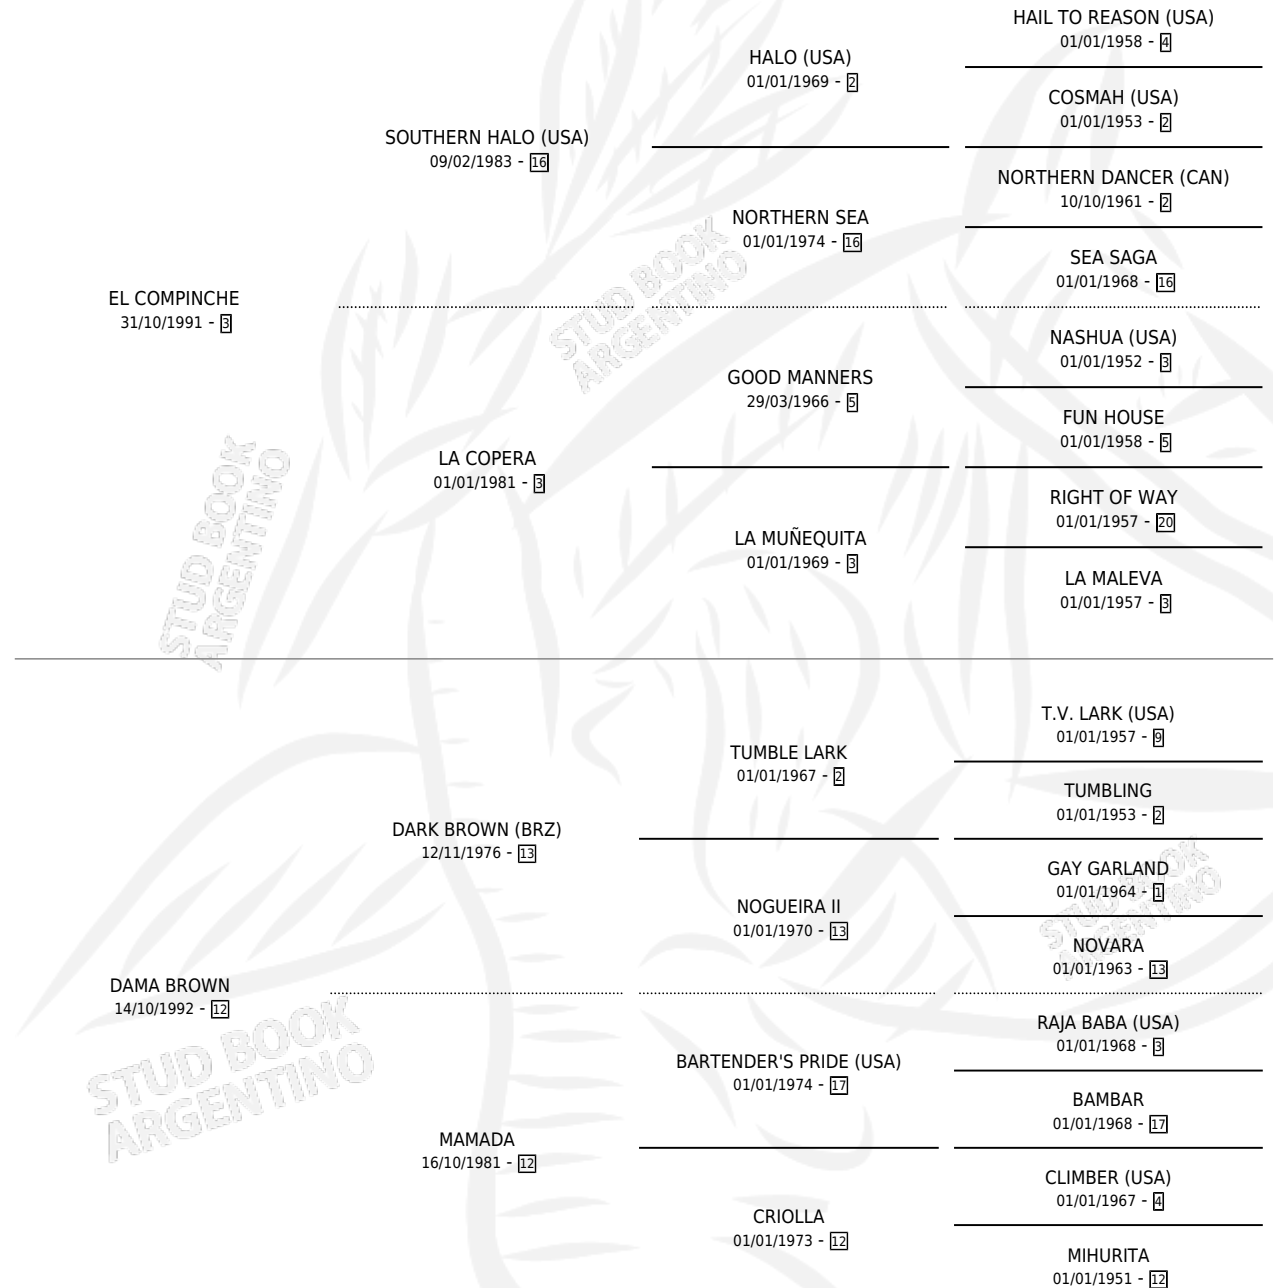 HAIL TO REASON (USA)
01/01/1958 - 4
HALO (USA)
01/01/1969 - 2
COSMAH (USA)
01/01/1953 - 2
SOUTHERN HALO (USA)
09/02/1983 - 16
NORTHERN DANCER (CAN)
10/10/1961 - 2
NORTHERN SEA
01/01/1974 - 16
SEA SAGA
01/01/1968 - 16
EL COMPINCHE
31/10/1991 - 3
NASHUA (USA)
01/01/1952 - 3
GOOD MANNERS
29/03/1966 - 5
FUN HOUSE
01/01/1958 - 5
LA COPERA
01/01/1981 - 3
RIGHT OF WAY
01/01/1957 - 20
LA MUÑEQUITA
01/01/1969 - 3
LA MALEVA
01/01/1957 - 3
STUD BOOK
ARGENTINO
STUD BOOK
ARGENTINO
T.V. LARK (USA)
01/01/1957 - 9
TUMBLE LARK
01/01/1967 - 2
TUMBLING
01/01/1953 - 2
DARK BROWN (BRZ)
12/11/1976 - 13
GAY GARLAND
01/01/1964 - 1
NOGUEIRA II
01/01/1970 - 13
NOVARA
01/01/1963 - 13
STUD BOOK
ARGENTINO
DAMA BROWN
14/10/1992 - 12
RAJA BABA (USA)
01/01/1968 - 3
BARTENDER'S PRIDE (USA)
01/01/1974 - 17
BAMBAR
01/01/1968 - 17
STUD BOOK
ARGENTINO
MAMADA
16/10/1981 - 12
CLIMBER (USA)
01/01/1967 - 4
CRIOLLA
01/01/1973 - 12
MIHURITA
01/01/1951 - 12